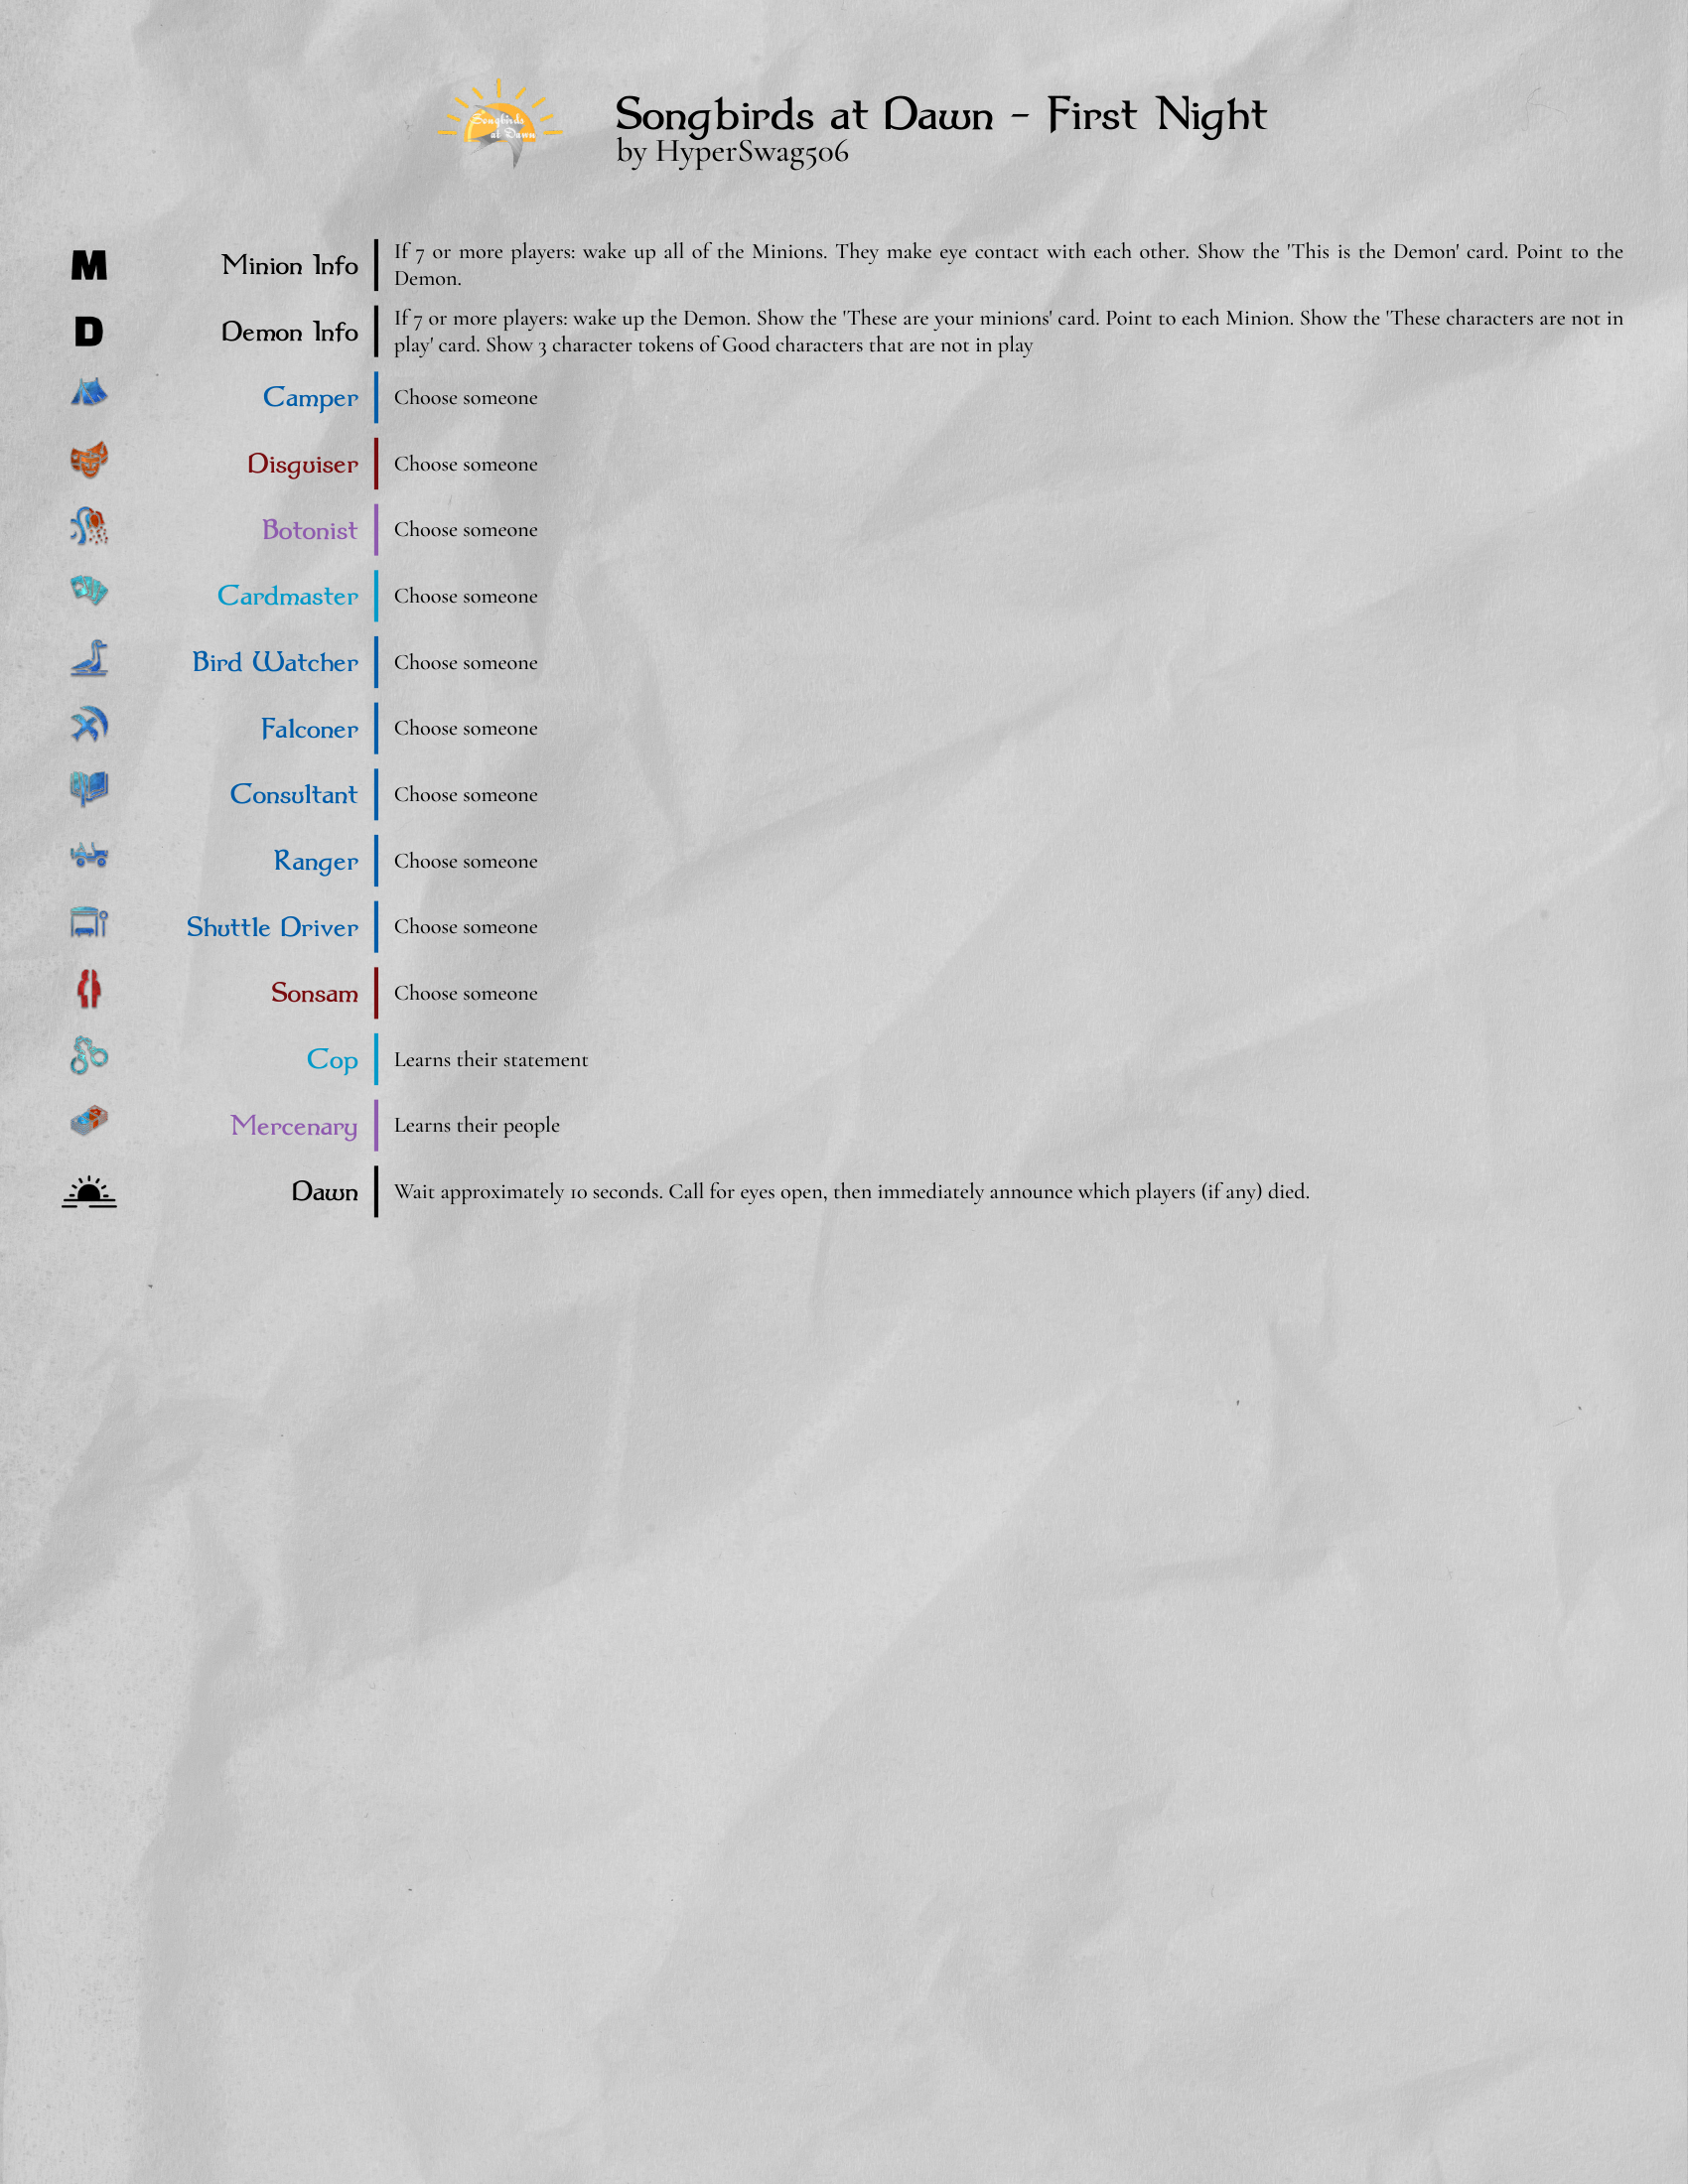 Songbirds
at Dawn
Songbirds at Dawn - First Night
by HyperSwag506
Minion Info
If 7 or more players: wake up all of the Minions. They make eye contact with each other. Show the 'This is the Demon' card. Point to the
Demon.
Demon Info
If 7 or more players: wake up the Demon. Show the 'These are your minions' card. Point to each Minion. Show the 'These characters are not in
play' card. Show 3 character tokens of Good characters that are not in play
Camper
Choose someone
Disguiser
Choose someone
Botonist
Choose someone
Cardmaster
Choose someone
Bird Watcher
Choose someone
Falconer
Choose someone
Consultant
Choose someone
Ranger
Choose someone
Shuttle Driver
Choose someone
Sonsam
Choose someone
Cop
Learns their statement
Mercenary
Learns their people
Dawn
Wait approximately 10 seconds. Call for eyes open, then immediately announce which players (if any) died.
M
D